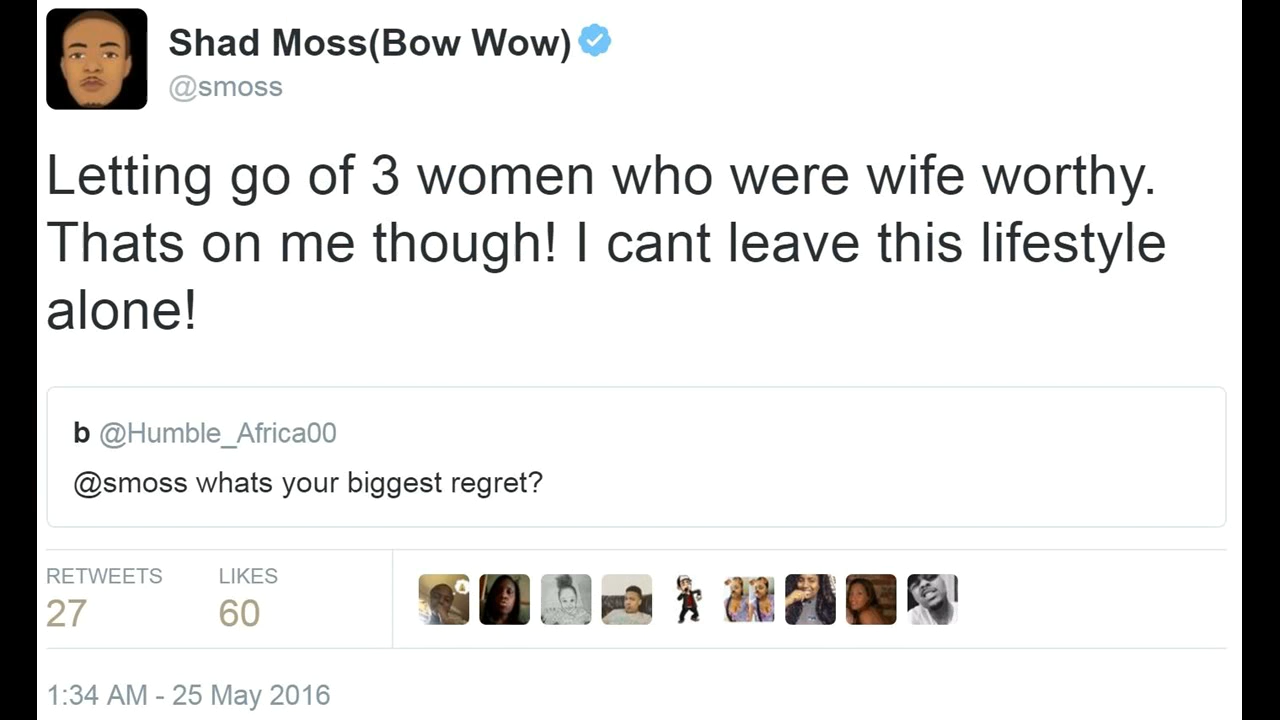 Shad Moss(Bow Wow)
@smoss
Letting go of 3 women who were wife worthy.
Thats on me though! I cant leave this lifestyle
alone!
b @Humble_Africa00
@smoss whats your biggest regret?
RETWEETS LIKES
27 60
1:34 AM - 25 May 2016